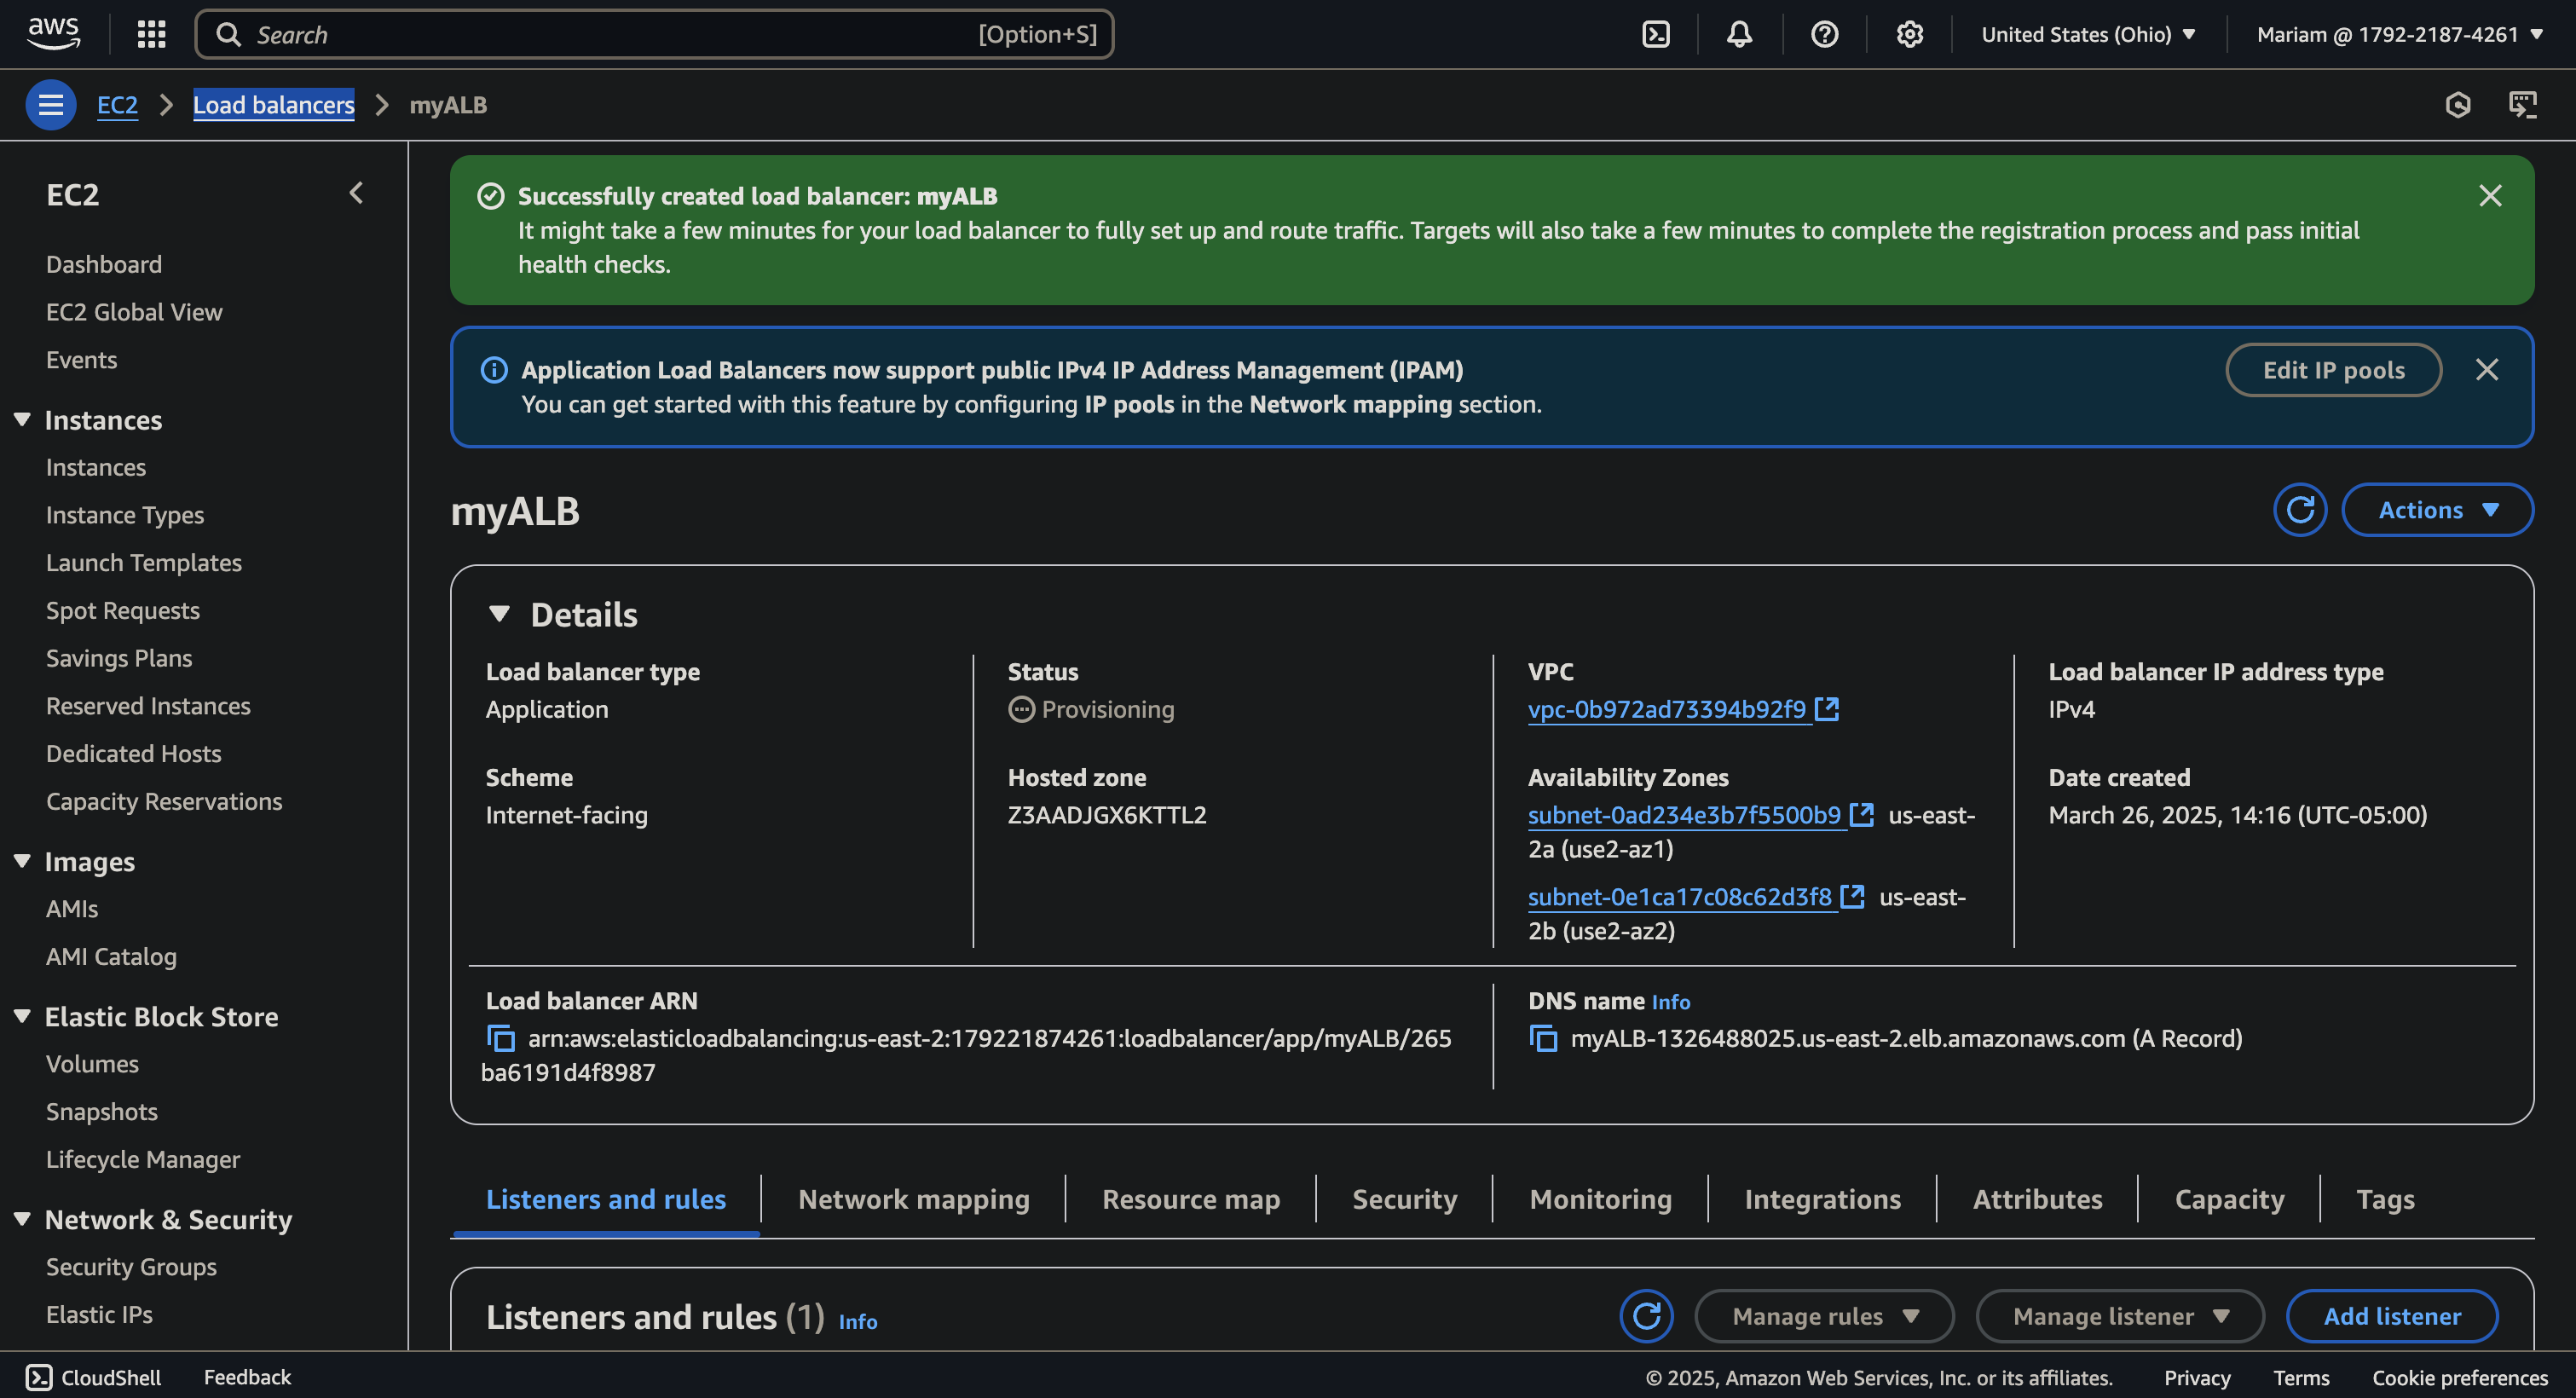 aws
Search [Option+S]
United States (Ohio)
Mariam @ 1792-2187-4261
EC2 Load balancers myALB
EC2
Dashboard
EC2 Global View
Events
Instances
Instances
Instance Types
Launch Templates
Spot Requests
Savings Plans
Reserved Instances
Dedicated Hosts
Capacity Reservations
Images
AMIs
AMI Catalog
Elastic Block Store
Volumes
Snapshots
Lifecycle Manager
Network & Security
Security Groups
Elastic IPs
Successfully created load balancer: myALB
It might take a few minutes for your load balancer to fully set up and route traffic. Targets will also take a few minutes to complete the registration process and pass initial
health checks.
Application Load Balancers now support public IPv4 IP Address Management (IPAM)
You can get started with this feature by configuring IP pools in the Network mapping section.
Edit IP pools
myALB
Actions
Details
Load balancer type
Application
Scheme
Internet-facing
Status
Provisioning
Hosted zone
Z3AADJGX6KTTL2
VPC
vpc-0b972ad73394b92f9
Availability Zones
subnet-0ad234e3b7f5500b9 us-east-
2a (use2-az1)
subnet-0e1ca17c08c62d3f8 us-east-
2b (use2-az2)
Load balancer IP address type
IPv4
Date created
March 26, 2025, 14:16 (UTC-05:00)
Load balancer ARN
arn:aws:elasticloadbalancing:us-east-2:179221874261:loadbalancer/app/myALB/265
ba6191d4f8987
DNS name Info
myALB-1326488025.us-east-2.elb.amazonaws.com (A Record)
Listeners and rules
Network mapping
Resource map
Security
Monitoring
Integrations
Attributes
Capacity
Tags
Listeners and rules (1) Info
Manage rules
Manage listener
Add listener
CloudShell
Feedback
© 2025, Amazon Web Services, Inc. or its affiliates.
Privacy
Terms
Cookie preferences